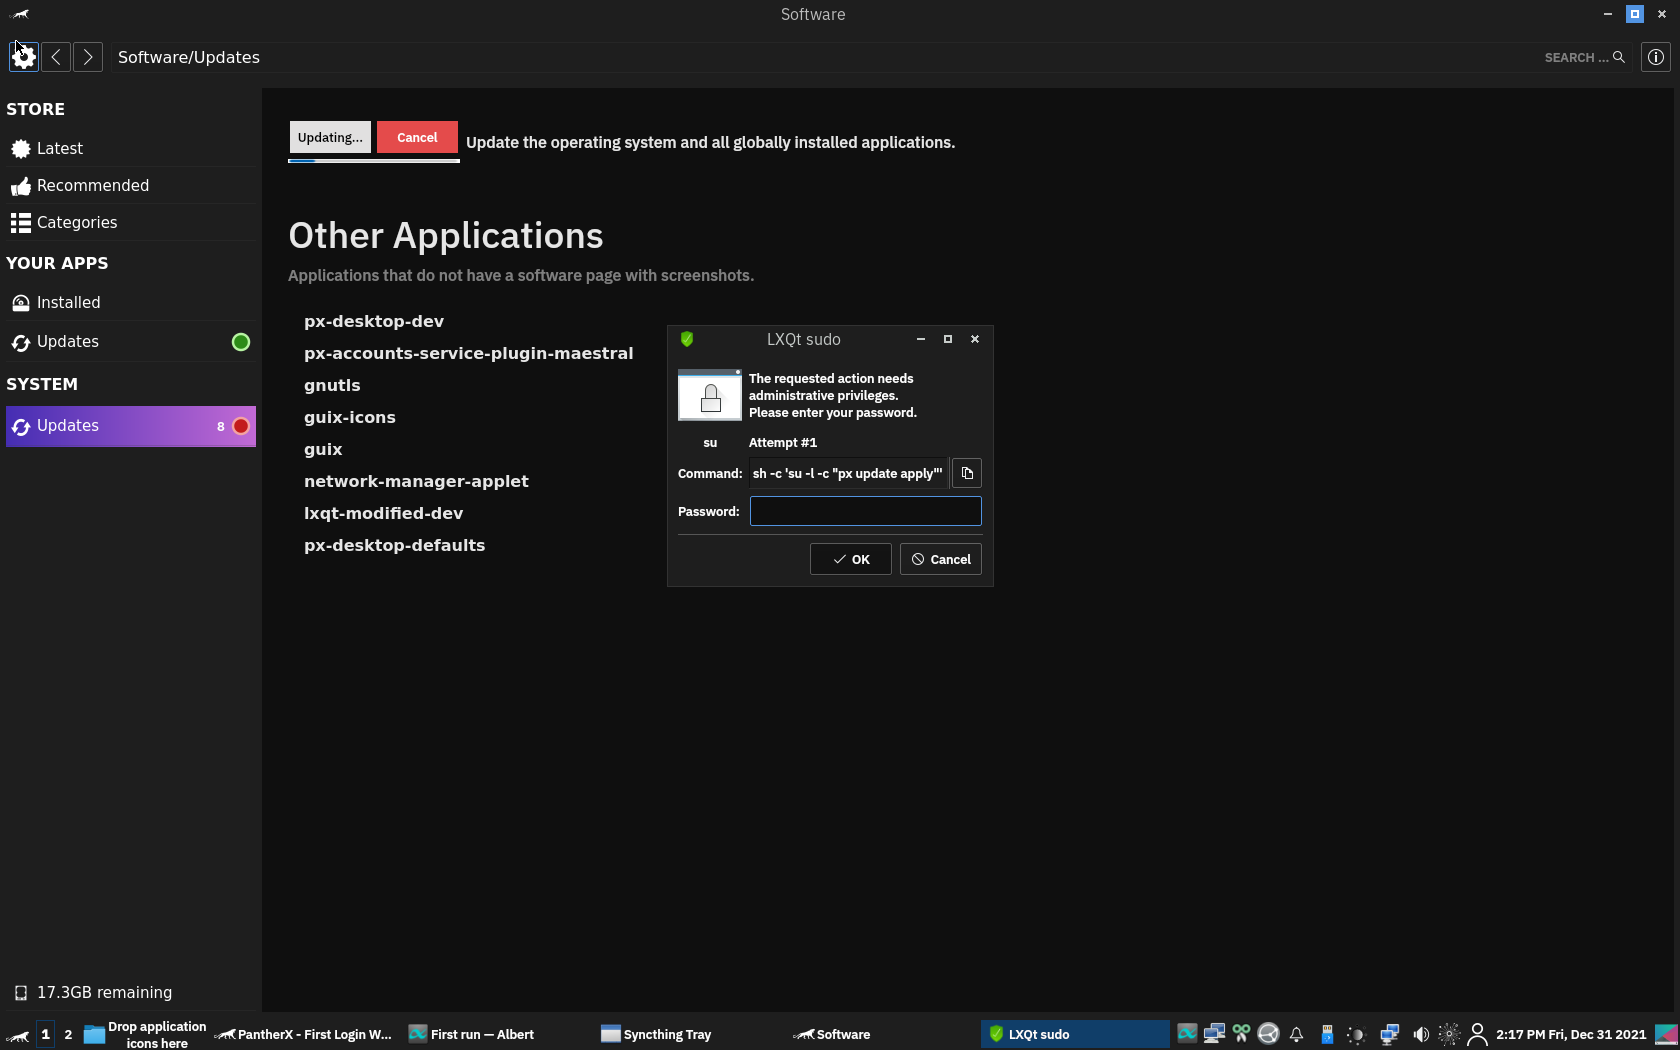 Software
Software/Updates
SEARCH ...
STORE
Latest
Recommended
Categories
YOUR APPS
Installed
Updates
SYSTEM
Updates
8
17.3GB remaining
Updating...
Cancel
Update the operating system and all globally installed applications.
Other Applications
Applications that do not have a software page with screenshots.
px-desktop-dev
px-accounts-service-plugin-maestral
gnutls
guix-icons
guix
network-manager-applet
lxqt-modified-dev
px-desktop-defaults
LXQt sudo
The requested action needs
administrative privileges.
Please enter your password.
su
Attempt #1
Command:
sh -c 'su -l -c "px update apply"'
Password:
OK
Cancel
1
2
Drop application
icons here
PantherX - First Login W...
First run — Albert
Syncthing Tray
Software
LXQt sudo
2:17 PM Fri, Dec 31 2021